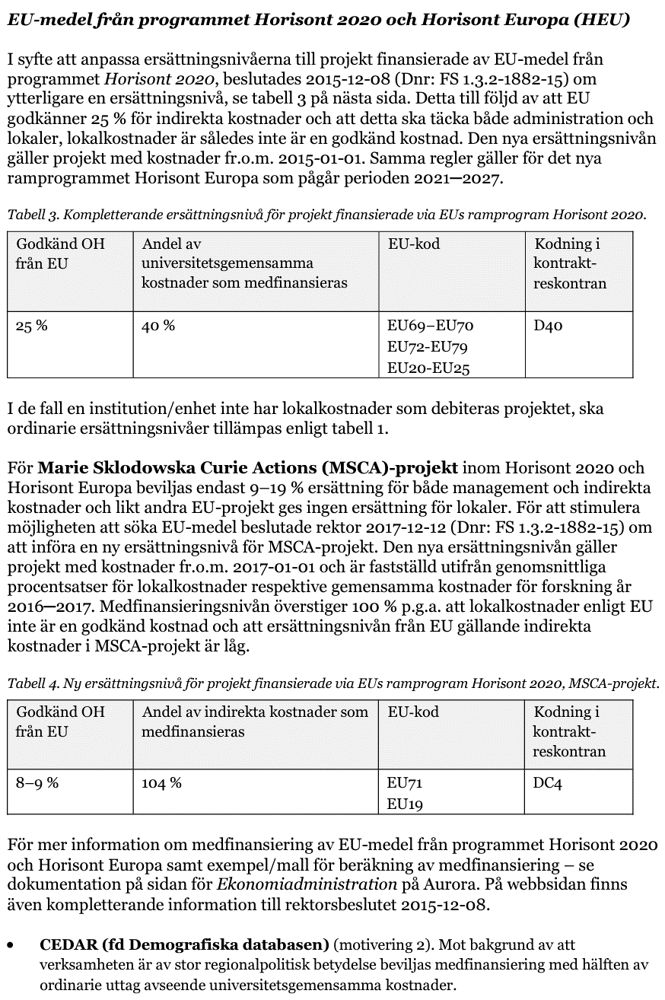 EU-medel från programmet Horisont 2020 och Horisont Europa (HEU)
I syfte att anpassa ersättningsnivåerna till projekt finansierade av EU-medel från
programmet Horisont 2020, beslutades 2015-12-08 (Dnr: FS 1.3.2-1882-15) om
ytterligare en ersättningsnivå, se tabell 3 på nästa sida. Detta till följd av att EU
godkänner 25 % för indirekta kostnader och att detta ska täcka både administration och
lokaler, lokalkostnader är således inte är en godkänd kostnad. Den nya ersättningsnivån
gäller projekt med kostnader fr.o.m. 2015-01-01. Samma regler gäller för det nya
ramprogrammet Horisont Europa som pågår perioden 2021—2027.
Tabell 3. Kompletterande ersättningsnivå för projekt finansierade via EUs ramprogram Horisont 2020.
Godkänd OH
från EU
Andel av
universitetsgemensamma
kostnader som medfinansieras
EU-kod
Kodning i
kontrakt-
reskontran
25 %
40 %
EU69–EU70
EU72-EU79
EU20-EU25
D40
I de fall en institution/enhet inte har lokalkostnader som debiteras projektet, ska
ordinarie ersättningsnivåer tillämpas enligt tabell 1.
För Marie Sklodowska Curie Actions (MSCA)-projekt inom Horisont 2020 och
Horisont Europa beviljas endast 9–19 % ersättning för både management och indirekta
kostnader och likt andra EU-projekt ges ingen ersättning för lokaler. För att stimulera
möjligheten att söka EU-medel beslutade rektor 2017-12-12 (Dnr: FS 1.3.2-1882-15) om
att införa en ny ersättningsnivå för MSCA-projekt. Den nya ersättningsnivån gäller
projekt med kostnader fr.o.m. 2017-01-01 och är fastställd utifrån genomsnittliga
procentsatser för lokalkostnader respektive gemensamma kostnader för forskning år
2016—2017. Medfinansieringsnivån överstiger 100 % p.g.a. att lokalkostnader enligt EU
inte är en godkänd kostnad och att ersättningsnivån från EU gällande indirekta
kostnader i MSCA-projekt är låg.
Tabell 4. Ny ersättningsnivå för projekt finansierade via EUs ramprogram Horisont 2020, MSCA-projekt.
Godkänd OH
från EU
Andel av indirekta kostnader som
medfinansieras
EU-kod
Kodning i
kontrakt-
reskontran
8–9 %
104 %
EU71
EU19
DC4
För mer information om medfinansiering av EU-medel från programmet Horisont 2020
och Horisont Europa samt exempel/mall för beräkning av medfinansiering – se
dokumentation på sidan för Ekonomiadministration på Aurora. På webbsidan finns
även kompletterande information till rektorsbeslutet 2015-12-08.
• CEDAR (fd Demografiska databasen) (motivering 2). Mot bakgrund av att
verksamheten är av stor regionalpolitisk betydelse beviljas medfinansiering med hälften av
ordinarie uttag avseende universitetsgemensamma kostnader.